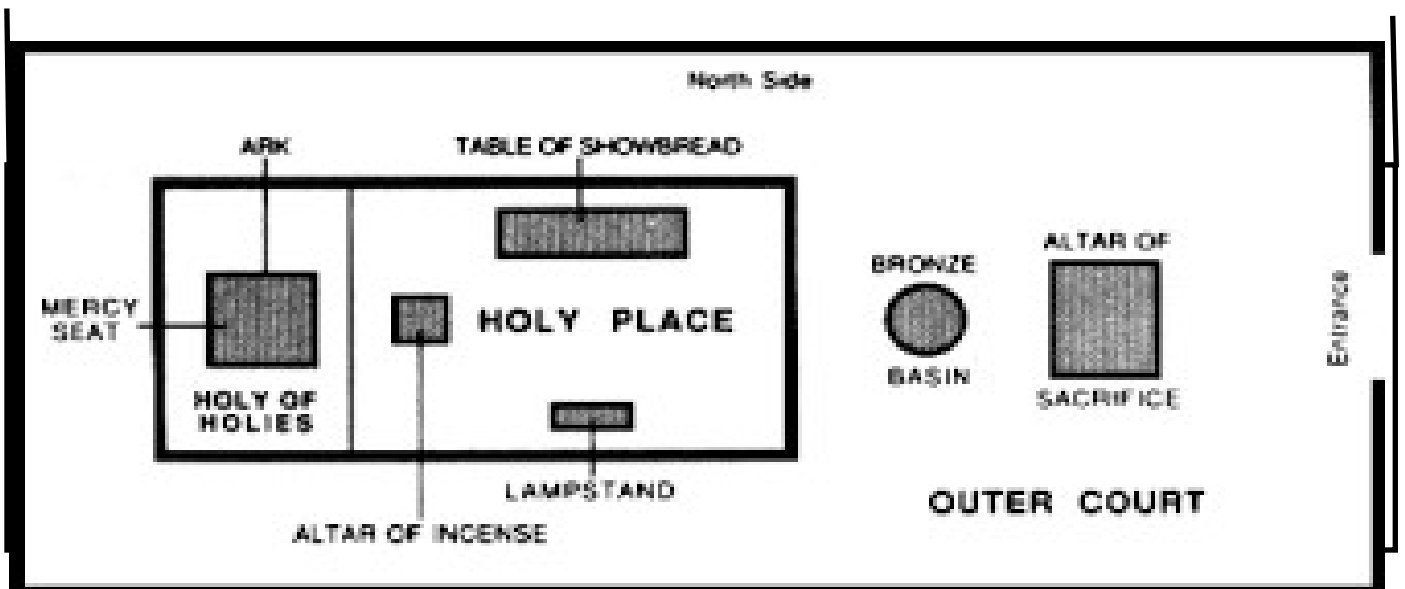 North Side
ARK
TABLE OF SHOWBREAD
MERCY
SEAT
HOLY OF
HOLIES
HOLY PLACE
LAMPSTAND
ALTAR OF INCENSE
BRONZE
BASIN
ALTAR OF
SACRIFICE
Entrance
OUTER COURT